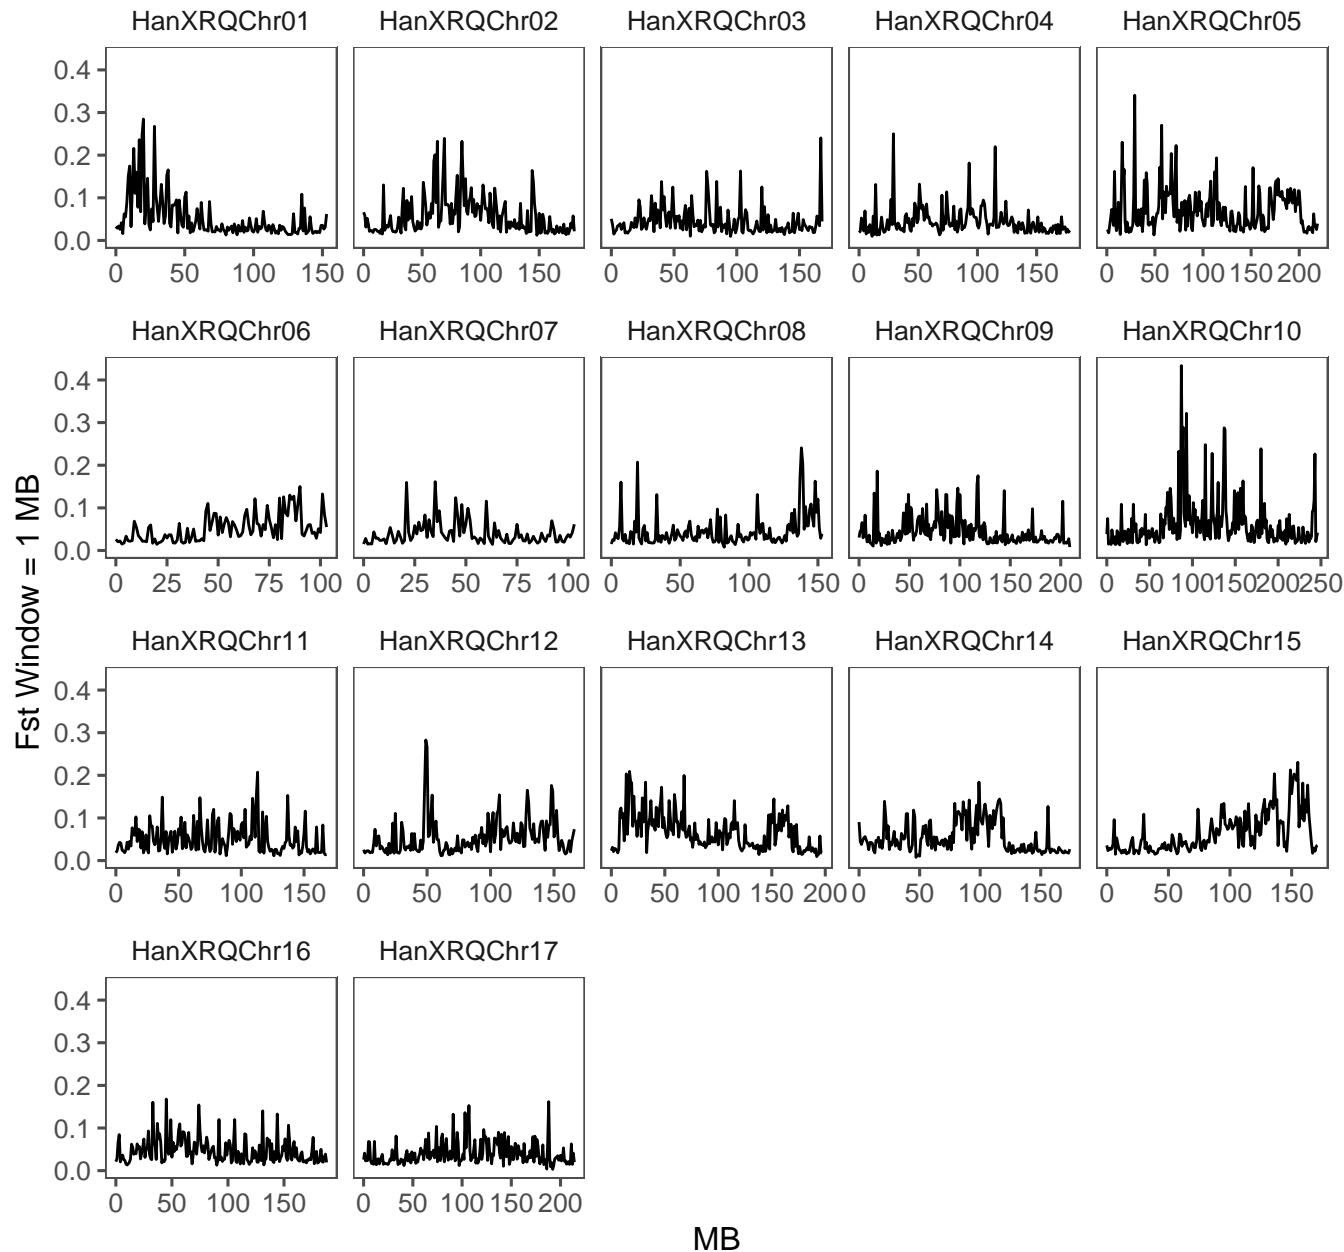 HanXRQChr01 HanXRQChr02 HanXRQChr03 HanXRQChr04 HanXRQChr05
0.4
0.3
0.2
0.1
0.0
0 50 100 150 0 50 100 150 0 50 100 150 0 50 100 150 0 50 100 150 200
HanXRQChr06 HanXRQChr07 HanXRQChr08 HanXRQChr09 HanXRQChr10
0.4
0.3
0.2
0.1
0.0
0 25 50 75 100 0 25 50 75 100 0 50 100 150 0 50 100 150 200 0 50 100 150 200 250
Fst Window = 1 MB
HanXRQChr11 HanXRQChr12 HanXRQChr13 HanXRQChr14 HanXRQChr15
0.4
0.3
0.2
0.1
0.0
0 50 100 150 0 50 100 150 0 50 100 150 200 0 50 100 150 0 50 100 150
HanXRQChr16 HanXRQChr17
0.4
0.3
0.2
0.1
0.0
0 50 100 150 0 50 100 150 200
MB